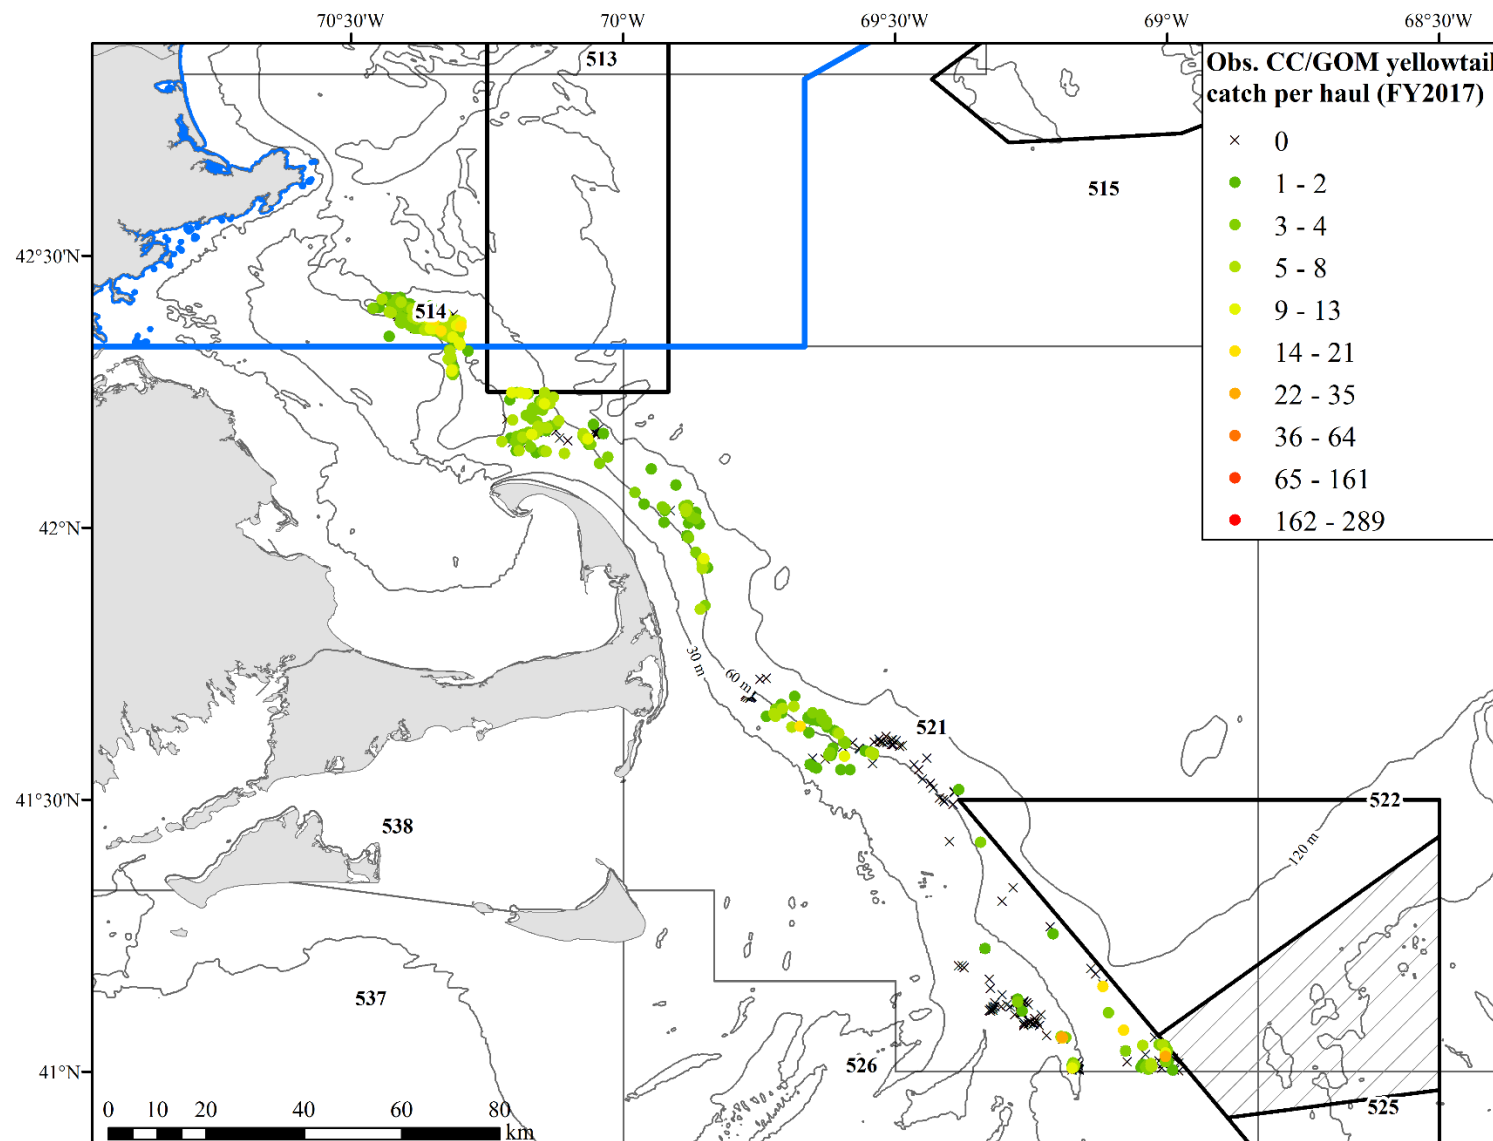 70°30'W 70°W 69°30'W 69°W 68°30'W
513
Obs. CC/GOM yellowtail
catch per haul (FY2017)
0
1 - 2
3 - 4
5 - 8
9 - 13
14 - 21
22 - 35
36 - 64
65 - 161
162 - 289
515
42°30'N
514
42°N
30 m
60 m
521
41°30'N
522
538
120 m
537
41°N
526
525
0 10 20 40 60 80
km